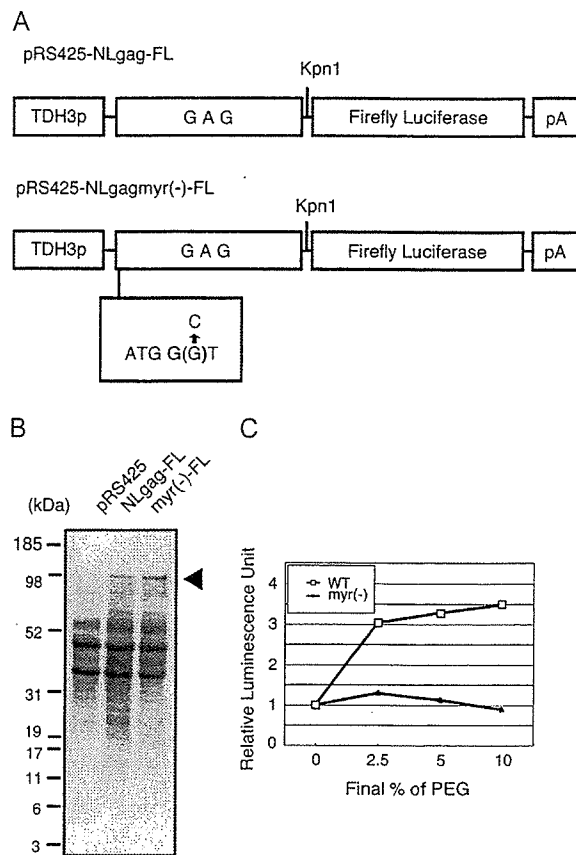 A
pRS425-NLgag-FL
Kpn1
TDH3p
G A G
Firefly Luciferase
pA
pRS425-NLgagmyr(-)-FL
Kpn1
TDH3p
G A G
Firefly Luciferase
pA
C
ATG G(G)T
B
(kDa)
pRS425
NLgag-FL
myr(-)-FL
185
98
52
31
19
17
11
6
3
C
Relative Luminescence Unit
WT
myr(-)
4
3
2
1
0
0
2.5
5
10
Final % of PEG